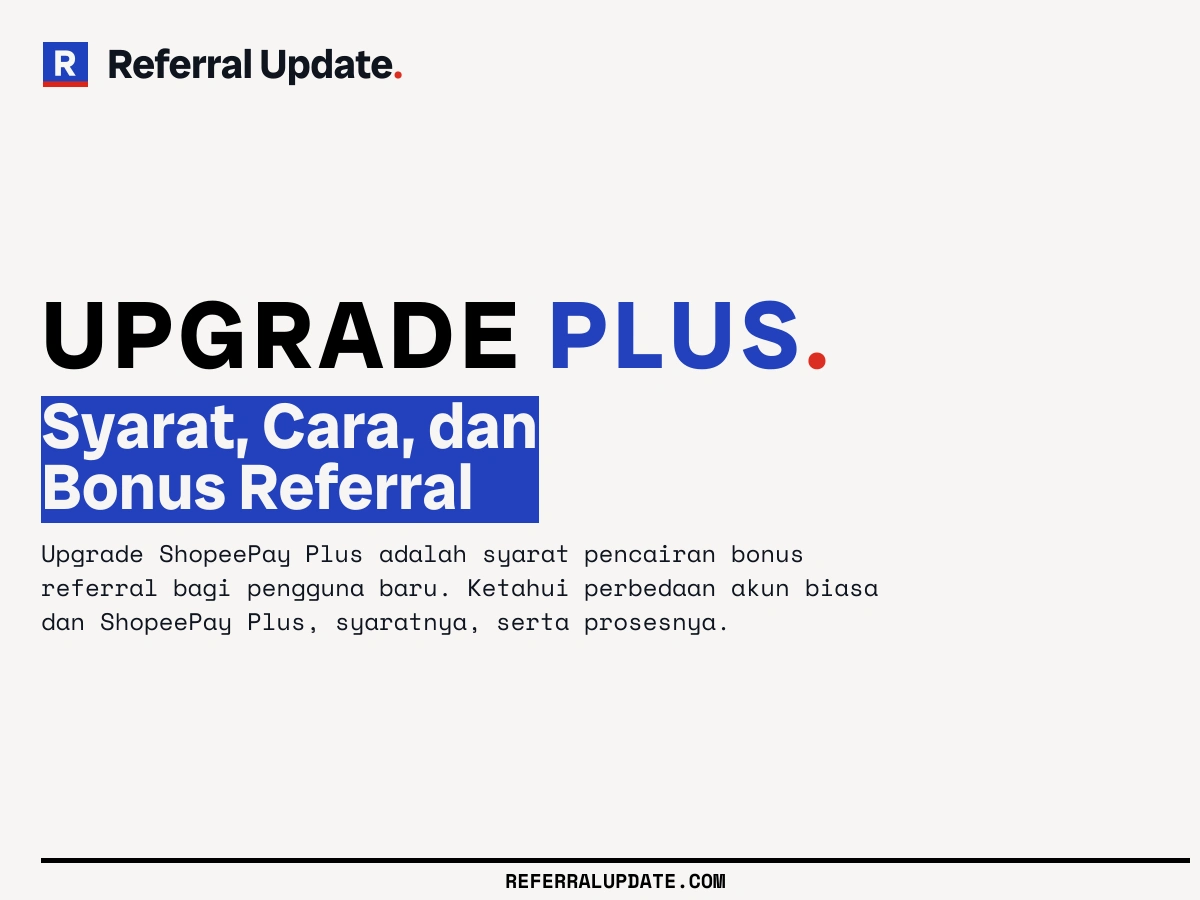 R Referral Update.
UPGRADE PLUS.
Syarat, Cara, dan
Bonus Referral
Upgrade ShopeePay Plus adalah syarat pencairan bonus
referral bagi pengguna baru. Ketahui perbedaan akun biasa
dan ShopeePay Plus, syaratnya, serta prosesnya.
REFERRALUPDATE.COM